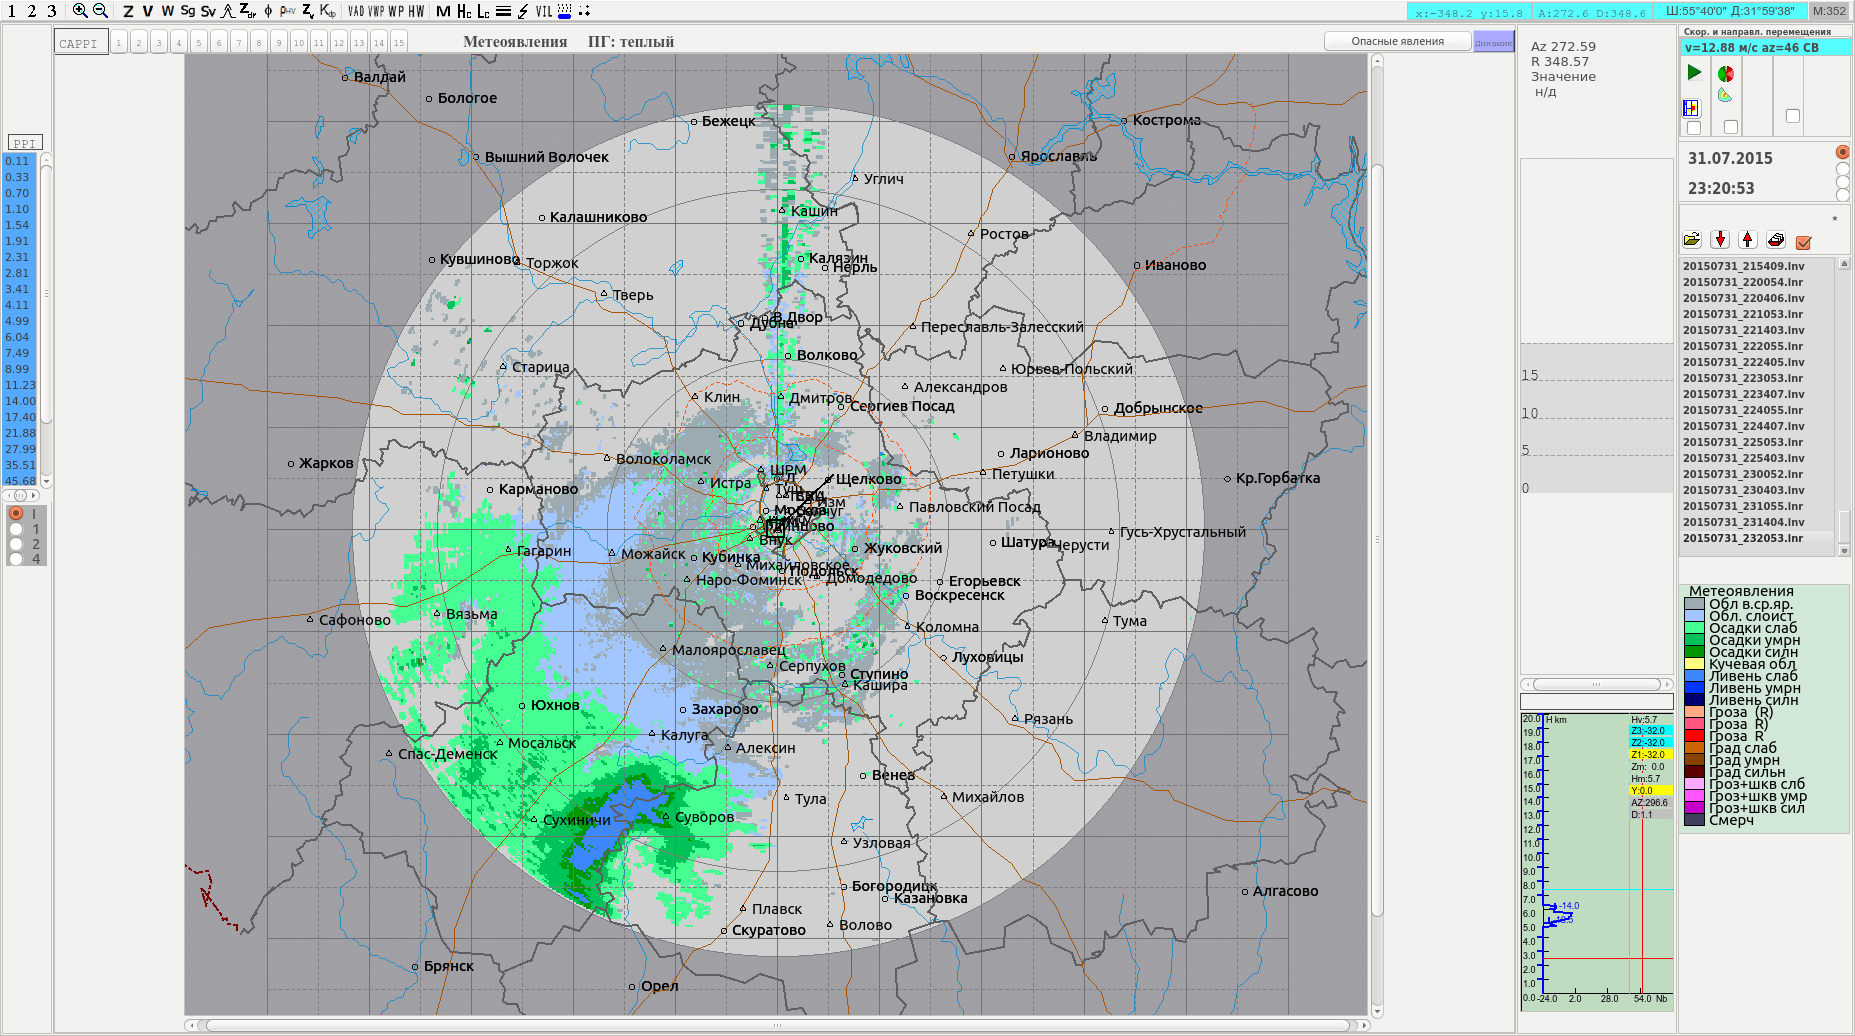 1 2 3 Z V W Sg Sv Zdr ϕ ρHV Zv Kdp VAD VWP WP HW M Hc Lc VIL
x:-348.2 y:15.8 A:272.6 D:348.6 Ш:55°40'0" Д:31°59'38" М:352
CAPPI 1 2 3 4 5 6 7 8 9 10 11 12 13 14 15
Метеоявления ПГ: теплый
Опасные явления
Динамик
Az 272.59
R 348.57
Значение
н/д
Скор. и направл. перемещения
v=12.88 м/с az=46 СВ
31.07.2015
23:20:53
*
20150731_215409.lnv
20150731_220054.lnr
20150731_220406.lnv
20150731_221053.lnr
20150731_221403.lnv
20150731_222055.lnr
20150731_222405.lnv
20150731_223053.lnr
20150731_223407.lnv
20150731_224055.lnr
20150731_224407.lnv
20150731_225053.lnr
20150731_225403.lnv
20150731_230052.lnr
20150731_230403.lnv
20150731_231055.lnr
20150731_231404.lnv
20150731_232053.lnr
PPI
0.11
0.33
0.70
1.10
1.54
1.91
2.31
2.81
3.41
4.11
4.99
6.04
7.49
8.99
11.23
14.00
17.40
21.88
27.99
35.51
45.68
I
1
2
4
Валдай
Бологое
Бежецк
Кострома
Вышний Волочек
Ярославль
Углич
Калашниково
Кашин
Ростов
Кувшиново
Торжок
Калязин
Нерль
Иваново
Тверь
В.Двор
Дубна
Переславль-Залесский
Волково
Старица
Юрьев-Польский
Александров
Клин
Дмитров
Сергиев Посад
Добрынское
Владимир
Волоколамск
Ларионово
Жарков
ШРМ
Петушки
Истра
Щелково
Кр.Горбатка
Карманово
Павловский Посад
Москва
Гусь-Хрустальный
Внук
Шатура
Черусти
Гагарин
Можайск
Кубинка
Жуковский
Михайловское
Подольск
Наро-Фоминск
Домодедово
Егорьевск
Воскресенск
Вязьма
Сафоново
Коломна
Тума
Малоярославец
Луховицы
Серпухов
Ступино
Кашира
Юхнов
Захарово
Рязань
Калуга
Мосальск
Алексин
Спас-Деменск
Венев
Тула
Михайлов
Сухиничи
Суворов
Узловая
Богородицк
Казановка
Алгасово
Плавск
Волово
Скуратово
Брянск
Орел
15
10
5
0
Метеоявления
Обл в.ср.яр.
Обл. слоист
Осадки слаб
Осадки умрн
Осадки силн
Кучевая обл
Ливень слаб
Ливень умрн
Ливень силн
Гроза (R)
Гроза R)
Гроза R
Град слаб
Град умрн
Град сильн
Гроз+шкв слб
Гроз+шкв умр
Гроз+шкв сил
Смерч
H km
20.0
19.0
18.0
17.0
16.0
15.0
14.0
13.0
12.0
11.0
10.0
9.0
8.0
7.0
6.0
5.0
4.0
3.0
2.0
1.0
0.0
Hv:5.7
Z3:-32.0
Z2:-32.0
Z1:-32.0
Zm: 0.0
Hm:5.7
Y:0.0
AZ:296.6
D:1.1
-14.0
-24.0 2.0 28.0 54.0 Nb